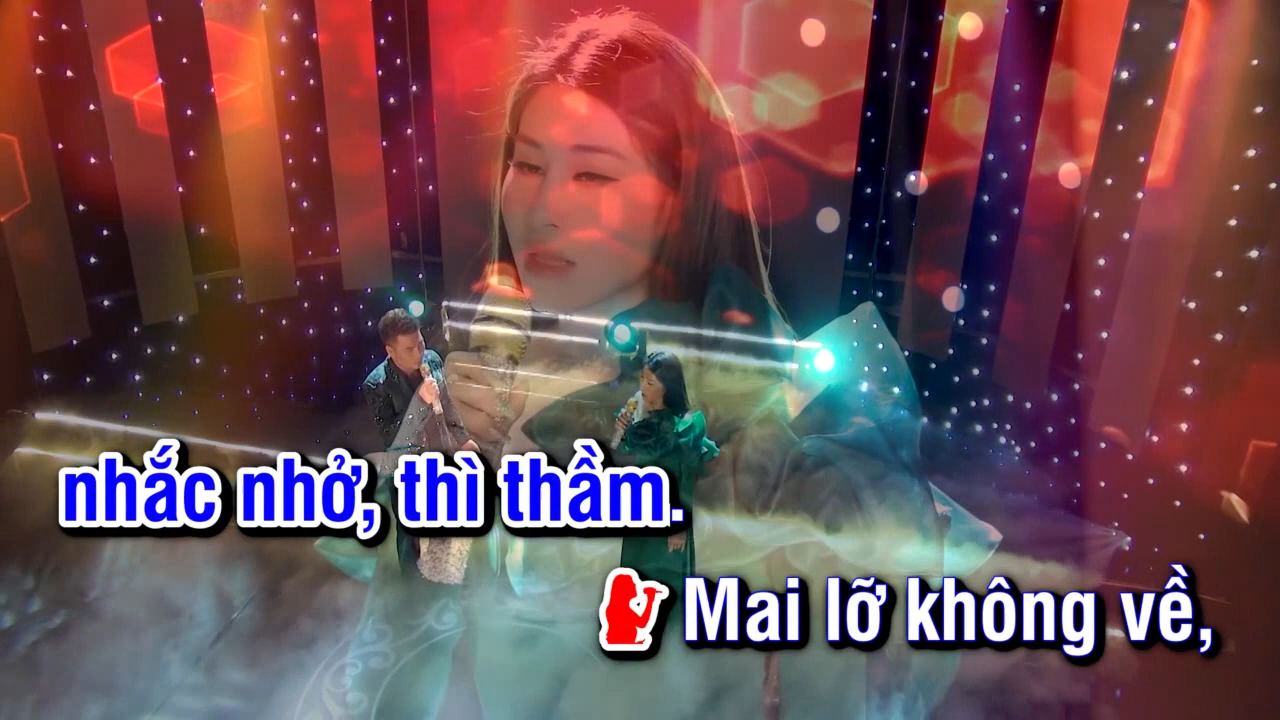 nhắc nhở, thì thầm.
Mai lỡ không về,